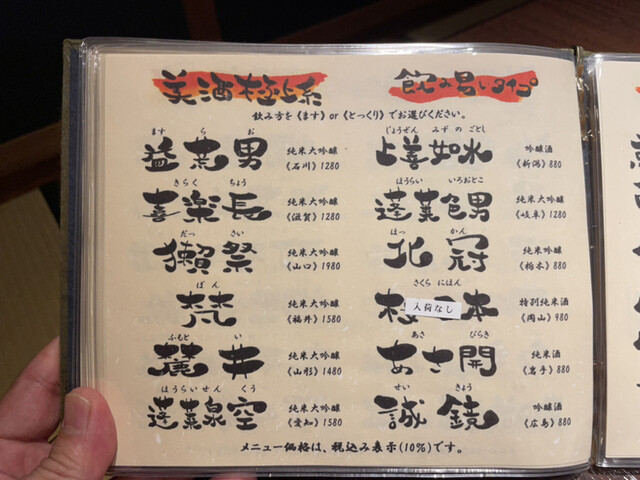 美酒極上系
飲み易いタイプ
飲み方を《ます》or《とっくり》でお選びください。
ます ら お
益荒男 純米大吟醸《石川》1280
きらく ちょう
喜楽長 純米大吟醸《滋賀》1280
だっ さい
獺祭 純米大吟醸《山口》1980
ぼん
梵 純米大吟醸《福井》1580
ふもと い
麓井 純米大吟醸《山形》1480
ほうらいせん くう
蓬莱泉空 純米大吟醸《愛知》1580
じょうぜん みずのごとし
上善如水 吟醸酒《新潟》880
ほうらい いろおとこ
蓬莱色男 純米吟醸《岐阜》1280
ほっ かん
北冠 純米吟醸《栃木》880
さくら にほん
入荷なし 本 特別純米酒《岡山》980
あさ びらき
あさ開 純米酒《岩手》880
せい きょう
誠鏡 吟醸酒《広島》880
メニュー価格は、税込み表示(10%)です。